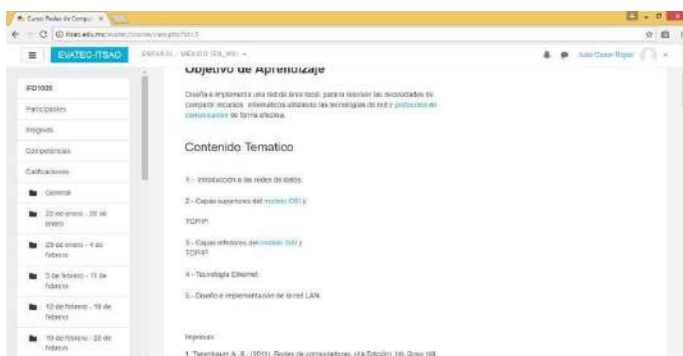 Curso: Redes de Comput
EVATEC-ITSAO
ESPAÑOL - MÉXICO (ES_MX)
IFD1020
Participantes
Insignias
Competencias
Calificaciones
General
22 de enero - 28 de
enero
29 de enero - 4 de
febrero
5 de febrero - 11 de
febrero
12 de febrero - 18 de
febrero
19 de febrero - 25 de
febrero
Objetivo de Aprendizaje
Diseña e implementa una red de área local, para la resolver las necesidades de
compartir recursos informáticos utilizando las tecnologías de red y protocolos de
comunicación de forma efectiva.
Contenido Tematico
1.- Introducción a las redes de datos.
2.- Capas superiores del modelo OSI y
TCP/IP.
3.- Capas inferiores del modelo OSI y
TCP/IP.
4.- Tecnología Ethernet.
5.- Diseño e implementación de la red LAN.
Impresas
1. Tanenbaum A. S., (2011). Redes de computadoras. (4a Edición).